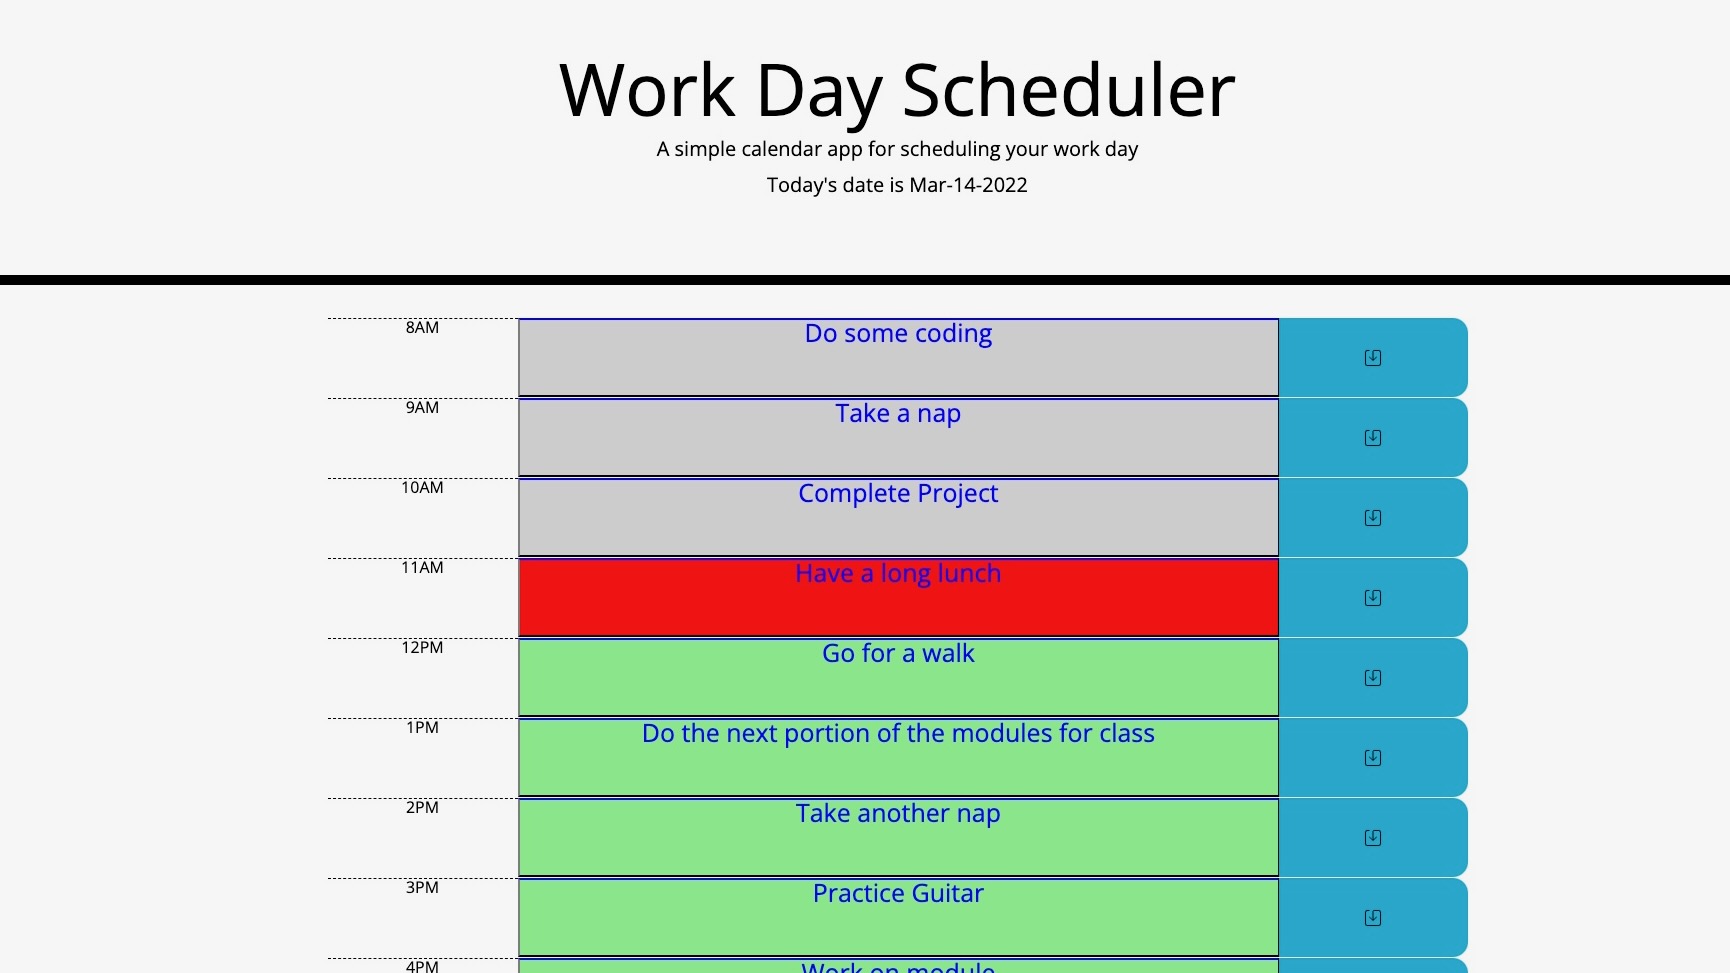 Work Day Scheduler
A simple calendar app for scheduling your work day
Today's date is Mar-14-2022
8AM
Do some coding
9AM
Take a nap
10AM
Complete Project
11AM
Have a long lunch
12PM
Go for a walk
1PM
Do the next portion of the modules for class
2PM
Take another nap
3PM
Practice Guitar
4PM
Work on module